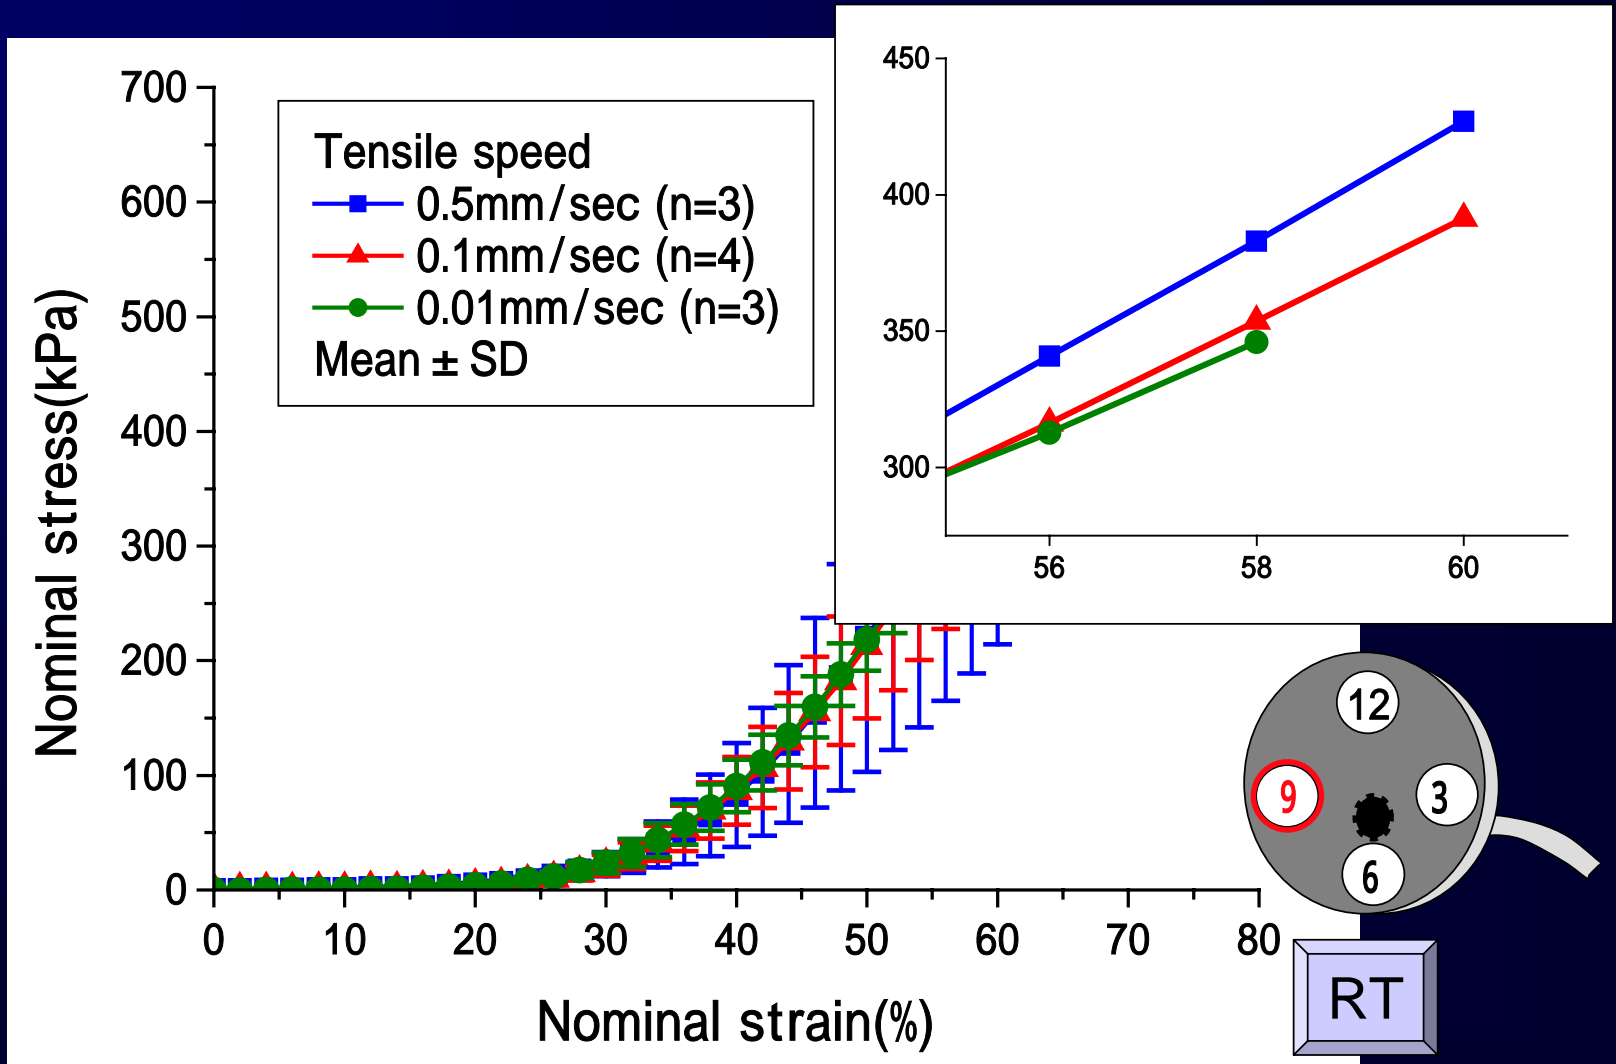 700
600
500
400
300
200
100
0
Nominal stress(kPa)
Tensile speed
0.5mm/sec (n=3)
0.1mm/sec (n=4)
0.01mm/sec (n=3)
Mean ± SD
0 10 20 30 40 50 60 70 80
Nominal strain(%)
450
400
350
300
56 58 60
12
9 3
6
RT